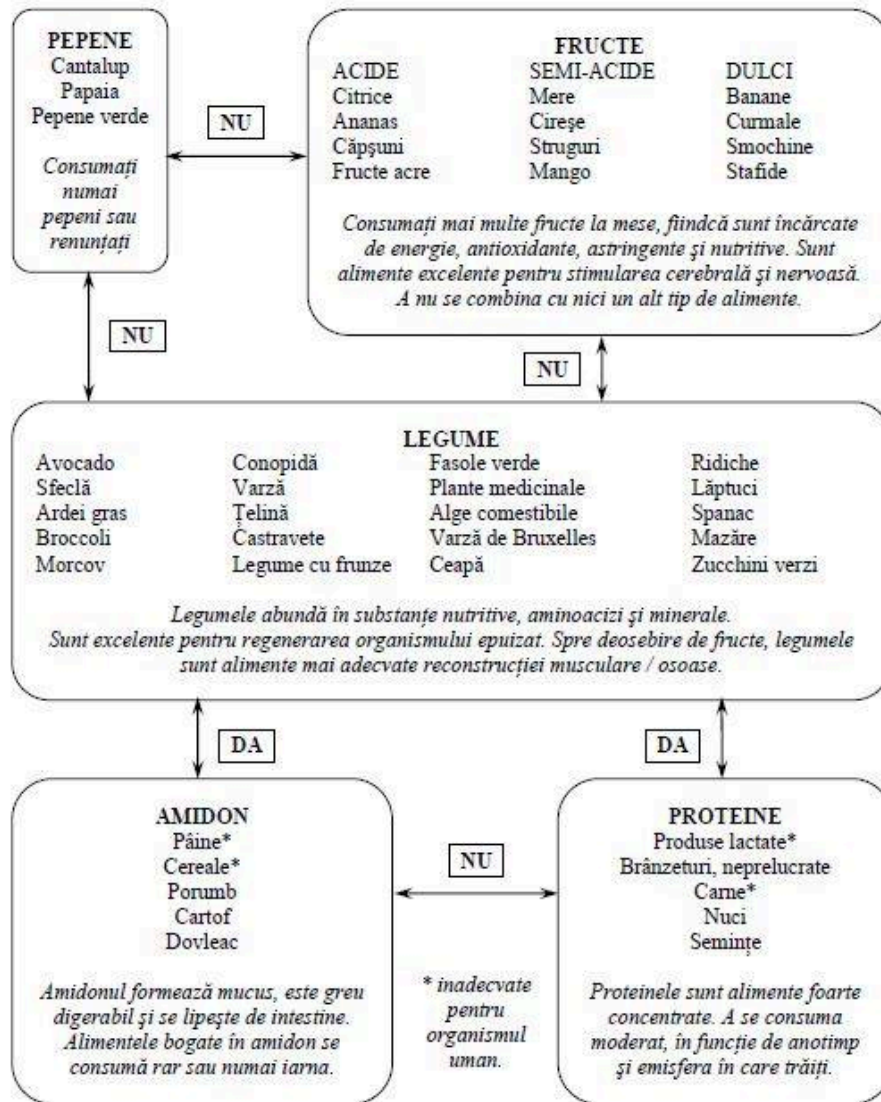 PEPENE
Cantalup
Papaia
Pepene verde
Consumați
numai
pepeni sau
renunțați
NU
FRUCTE
ACIDE SEMI-ACIDE DULCI
Citrice Mere Banane
Ananas Cireșe Curmale
Căpșuni Struguri Smochine
Fructe acre Mango Stafide
Consumați mai multe fructe la mese, fiindcă sunt încărcate
de energie, antioxidante, astringente și nutritive. Sunt
alimente excelente pentru stimularea cerebrală și nervoasă.
A nu se combina cu nici un alt tip de alimente.
NU
NU
LEGUME
Avocado Conopidă Fasole verde Ridiche
Sfeclă Varză Plante medicinale Lăptuci
Ardei gras Țelină Alge comestibile Spanac
Broccoli Castravete Varză de Bruxelles Mazăre
Morcov Legume cu frunze Ceapă Zucchini verzi
Legumele abundă în substanțe nutritive, aminoacizi și minerale.
Sunt excelente pentru regenerarea organismului epuizat. Spre deosebire de fructe, legumele
sunt alimente mai adecvate reconstrucției musculare / osoase.
DA
DA
AMIDON
Pâine*
Cereale*
Porumb
Cartof
Dovleac
Amidonul formează mucus, este greu
digerabil și se lipește de intestine.
Alimentele bogate în amidon se
consumă rar sau numai iarna.
NU
* inadecvate
pentru
organismul
uman.
PROTEINE
Produse lactate*
Brânzeturi, neprelucrate
Carne*
Nuci
Semințe
Proteinele sunt alimente foarte
concentrate. A se consuma
moderat, în funcție de anotimp
și emisfera în care trăiți.